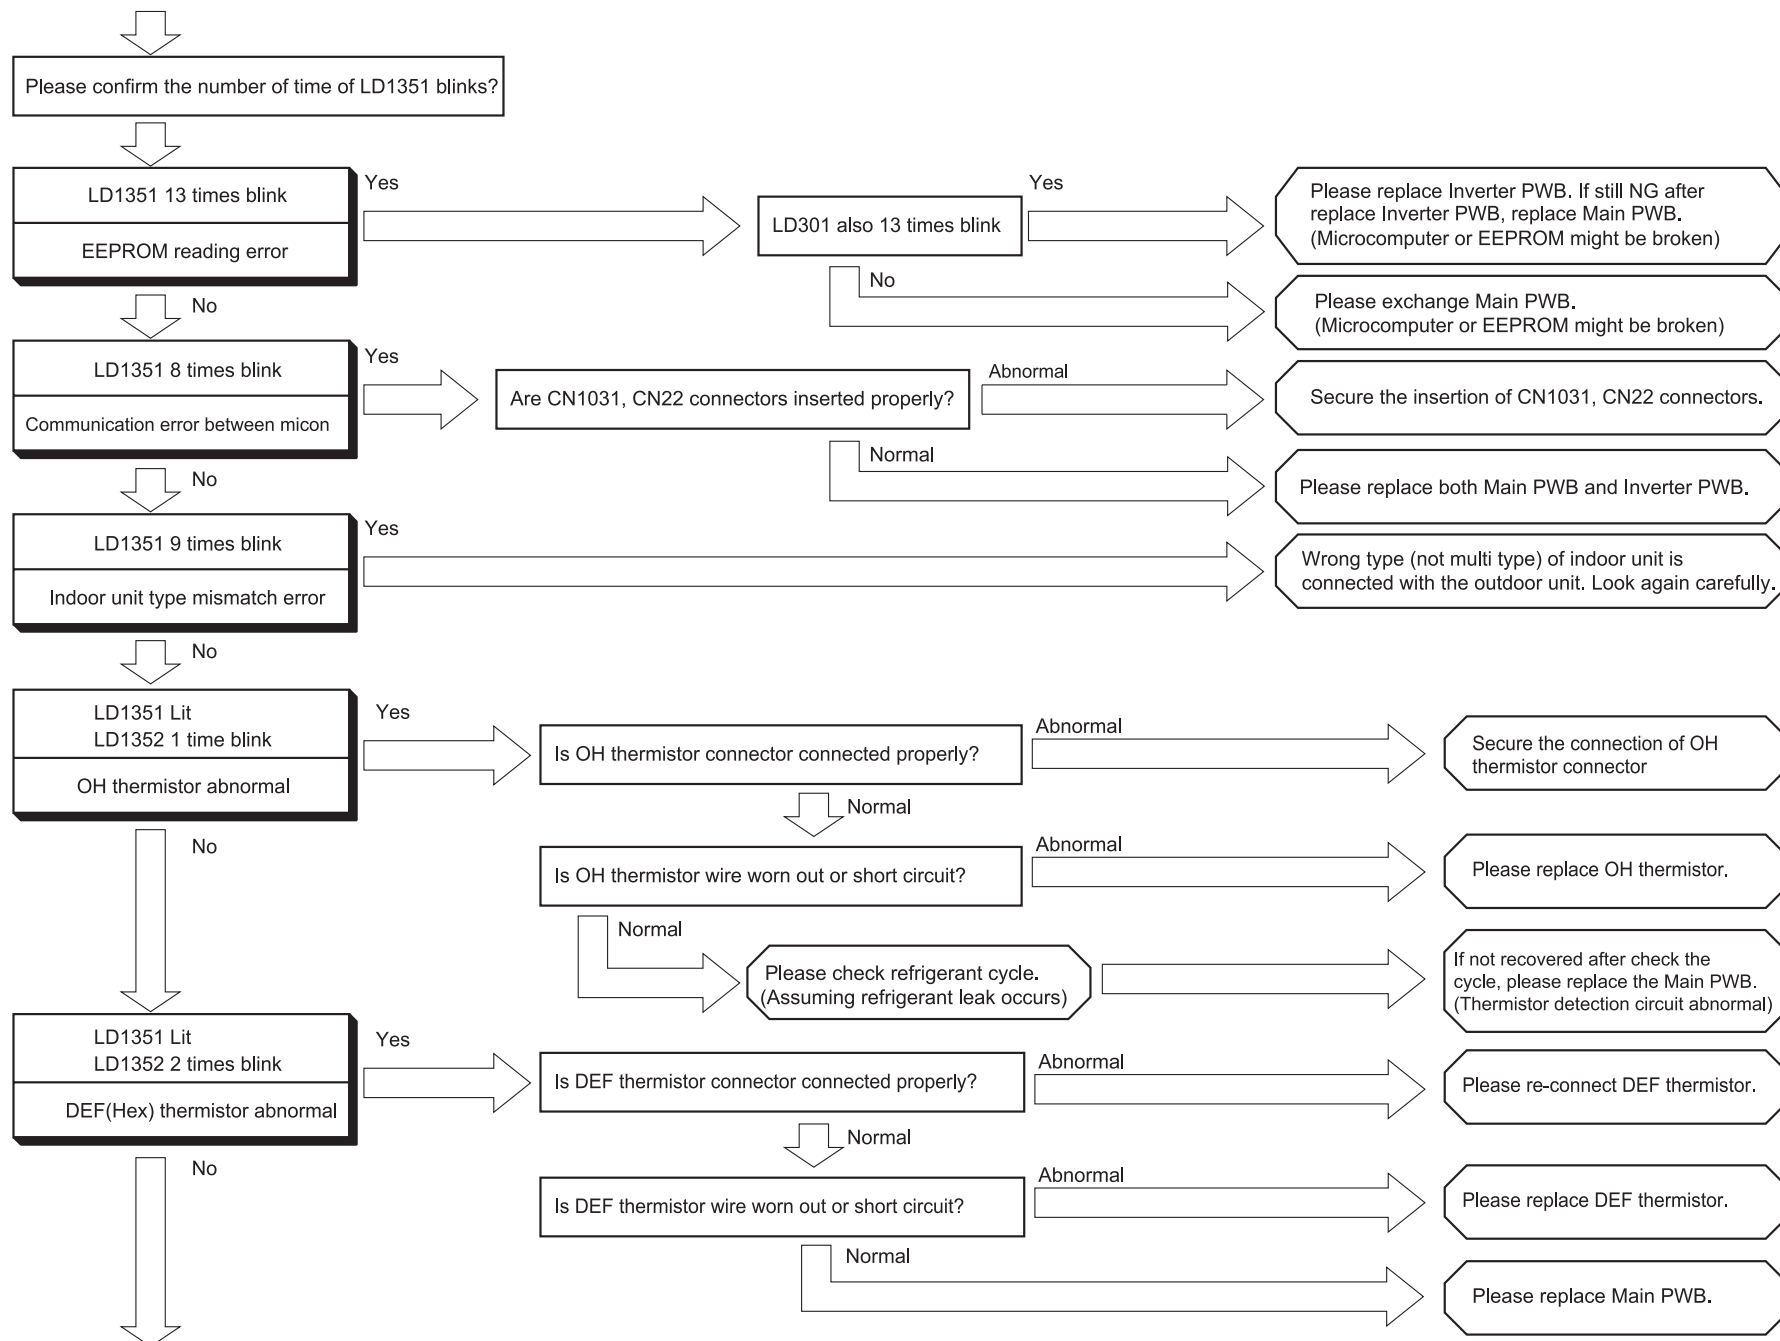 Please confirm the number of time of LD1351 blinks?
LD1351 13 times blink
EEPROM reading error
Yes
LD301 also 13 times blink
Yes
Please replace Inverter PWB. If still NG after
replace Inverter PWB, replace Main PWB.
(Microcomputer or EEPROM might be broken)
No
Please exchange Main PWB.
(Microcomputer or EEPROM might be broken)
No
LD1351 8 times blink
Communication error between micon
Yes
Are CN1031, CN22 connectors inserted properly?
Abnormal
Secure the insertion of CN1031, CN22 connectors.
Normal
Please replace both Main PWB and Inverter PWB.
No
LD1351 9 times blink
Indoor unit type mismatch error
Yes
Wrong type (not multi type) of indoor unit is
connected with the outdoor unit. Look again carefully.
No
LD1351 Lit
LD1352 1 time blink
OH thermistor abnormal
Yes
Is OH thermistor connector connected properly?
Abnormal
Secure the connection of OH
thermistor connector
Normal
Is OH thermistor wire worn out or short circuit?
Abnormal
Please replace OH thermistor.
Normal
Please check refrigerant cycle.
(Assuming refrigerant leak occurs)
If not recovered after check the
cycle, please replace the Main PWB.
(Thermistor detection circuit abnormal)
No
LD1351 Lit
LD1352 2 times blink
DEF(Hex) thermistor abnormal
Yes
Is DEF thermistor connector connected properly?
Abnormal
Please re-connect DEF thermistor.
Normal
Is DEF thermistor wire worn out or short circuit?
Abnormal
Please replace DEF thermistor.
Normal
Please replace Main PWB.
No